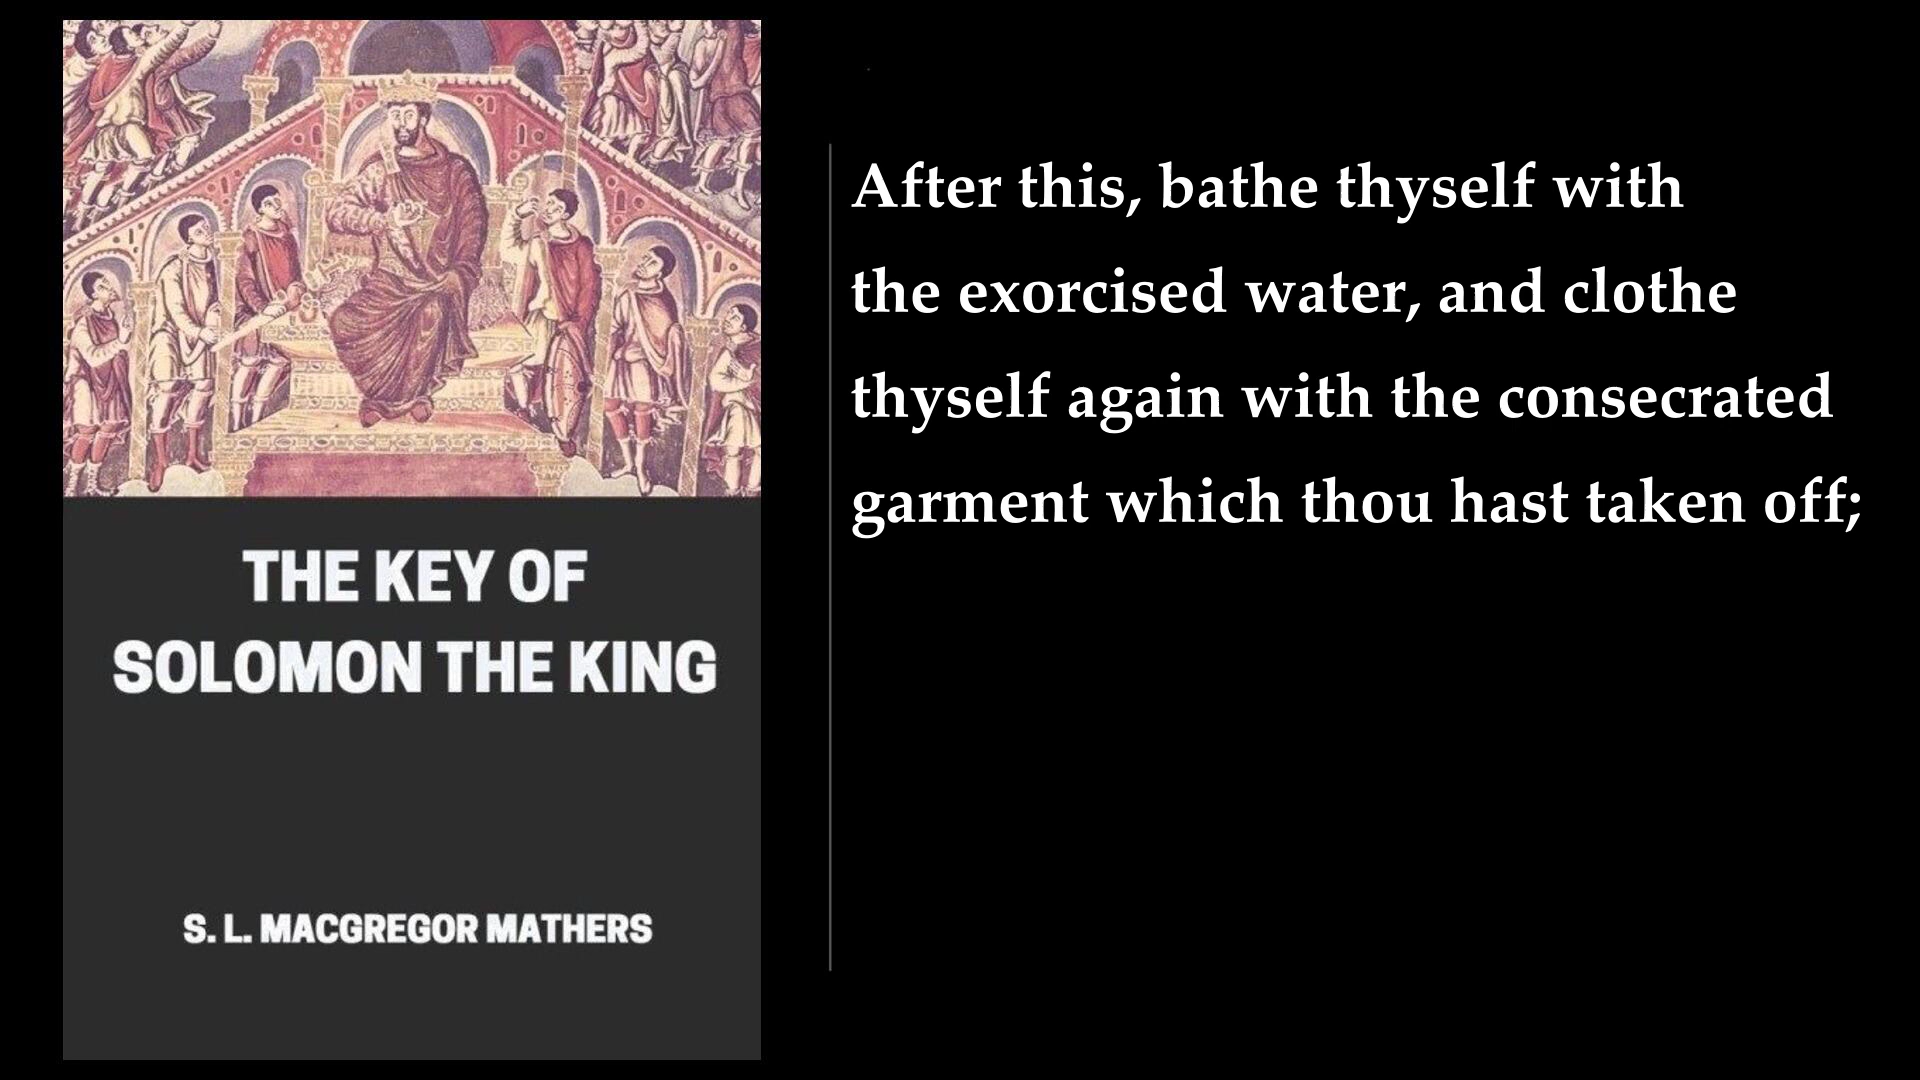 THE KEY OF
SOLOMON THE KING
S. L. MACGREGOR MATHERS
After this, bathe thyself with
the exorcised water, and clothe
thyself again with the consecrated
garment which thou hast taken off;